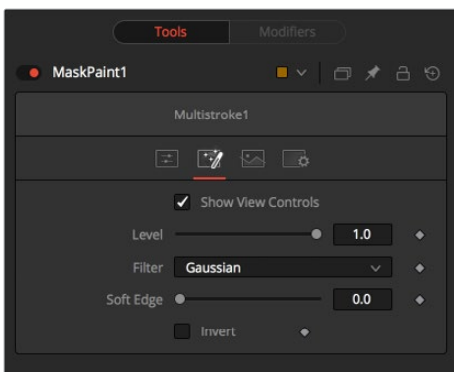 Tools Modifiers
MaskPaint1
Multistroke1
Show View Controls
Level 1.0
Filter Gaussian
Soft Edge 0.0
Invert